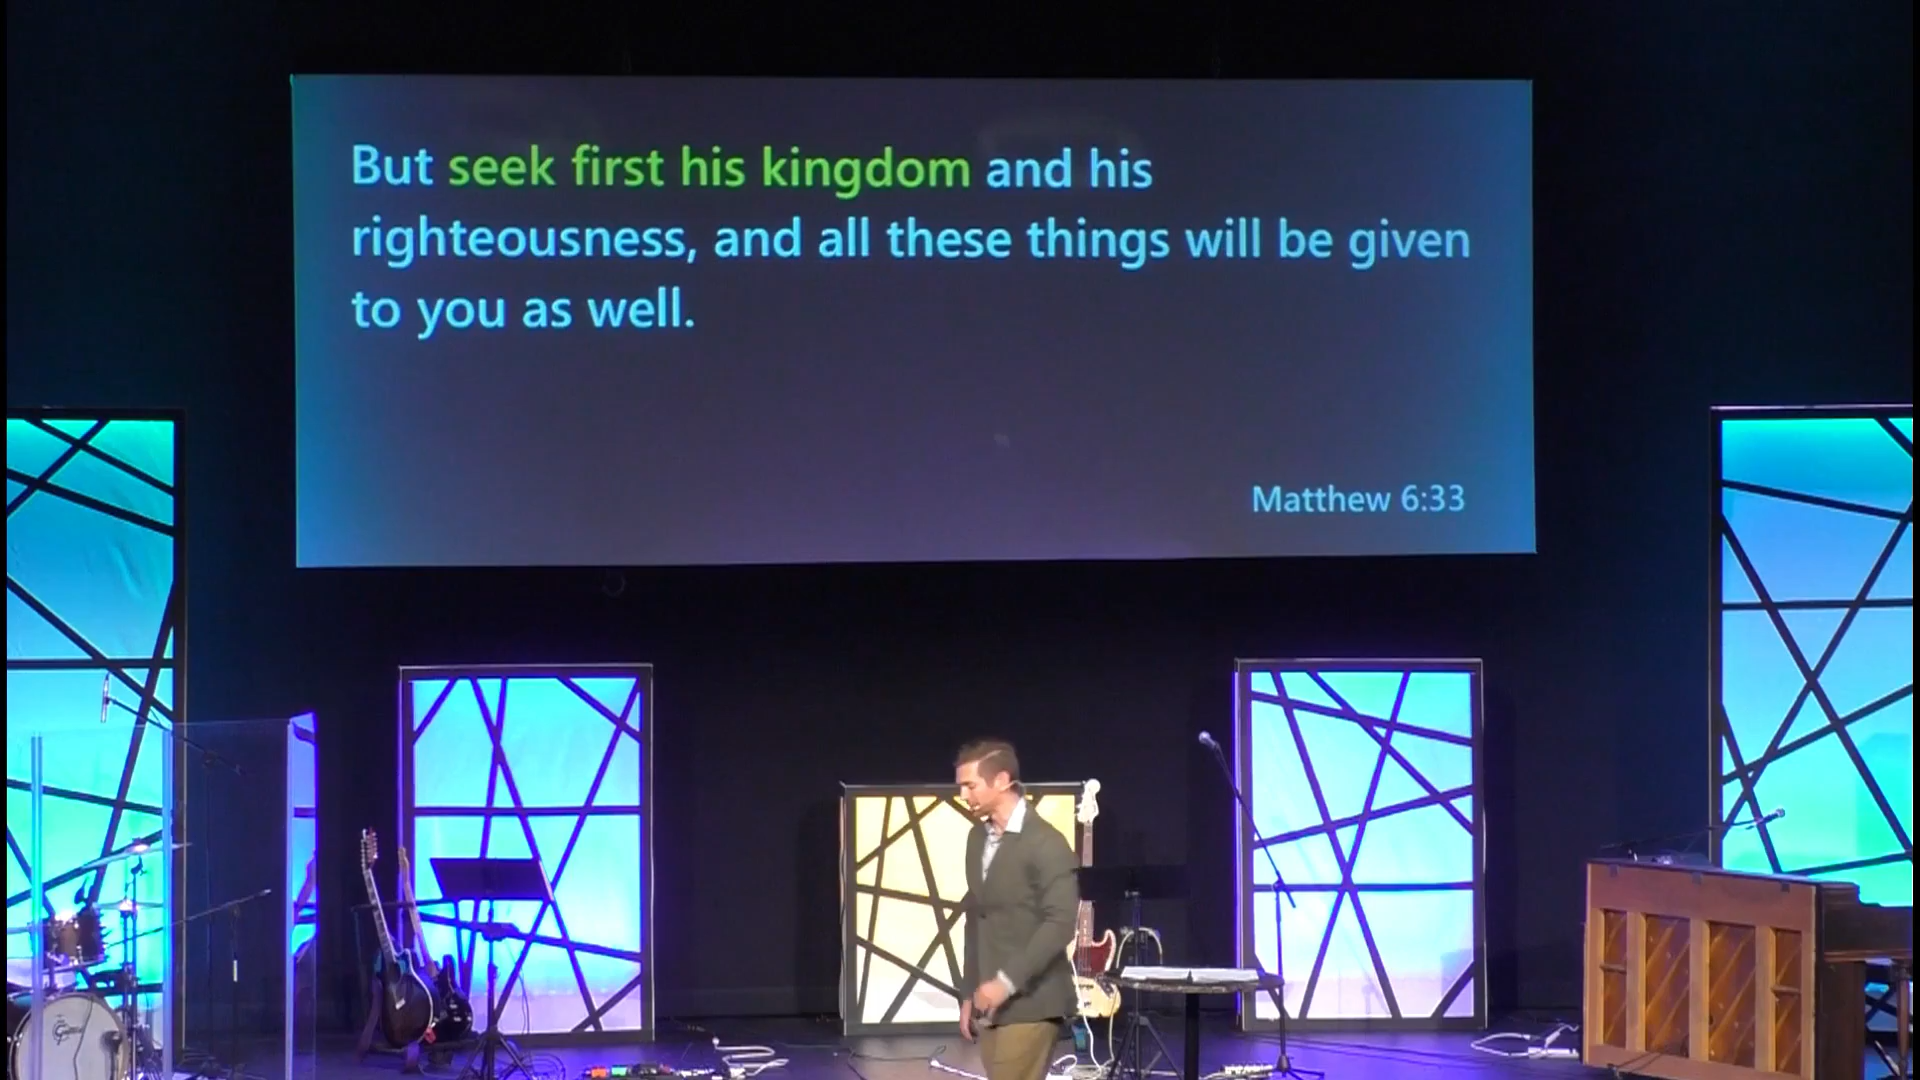 But seek first his kingdom and his
righteousness, and all these things will be given
to you as well.
Matthew 6:33